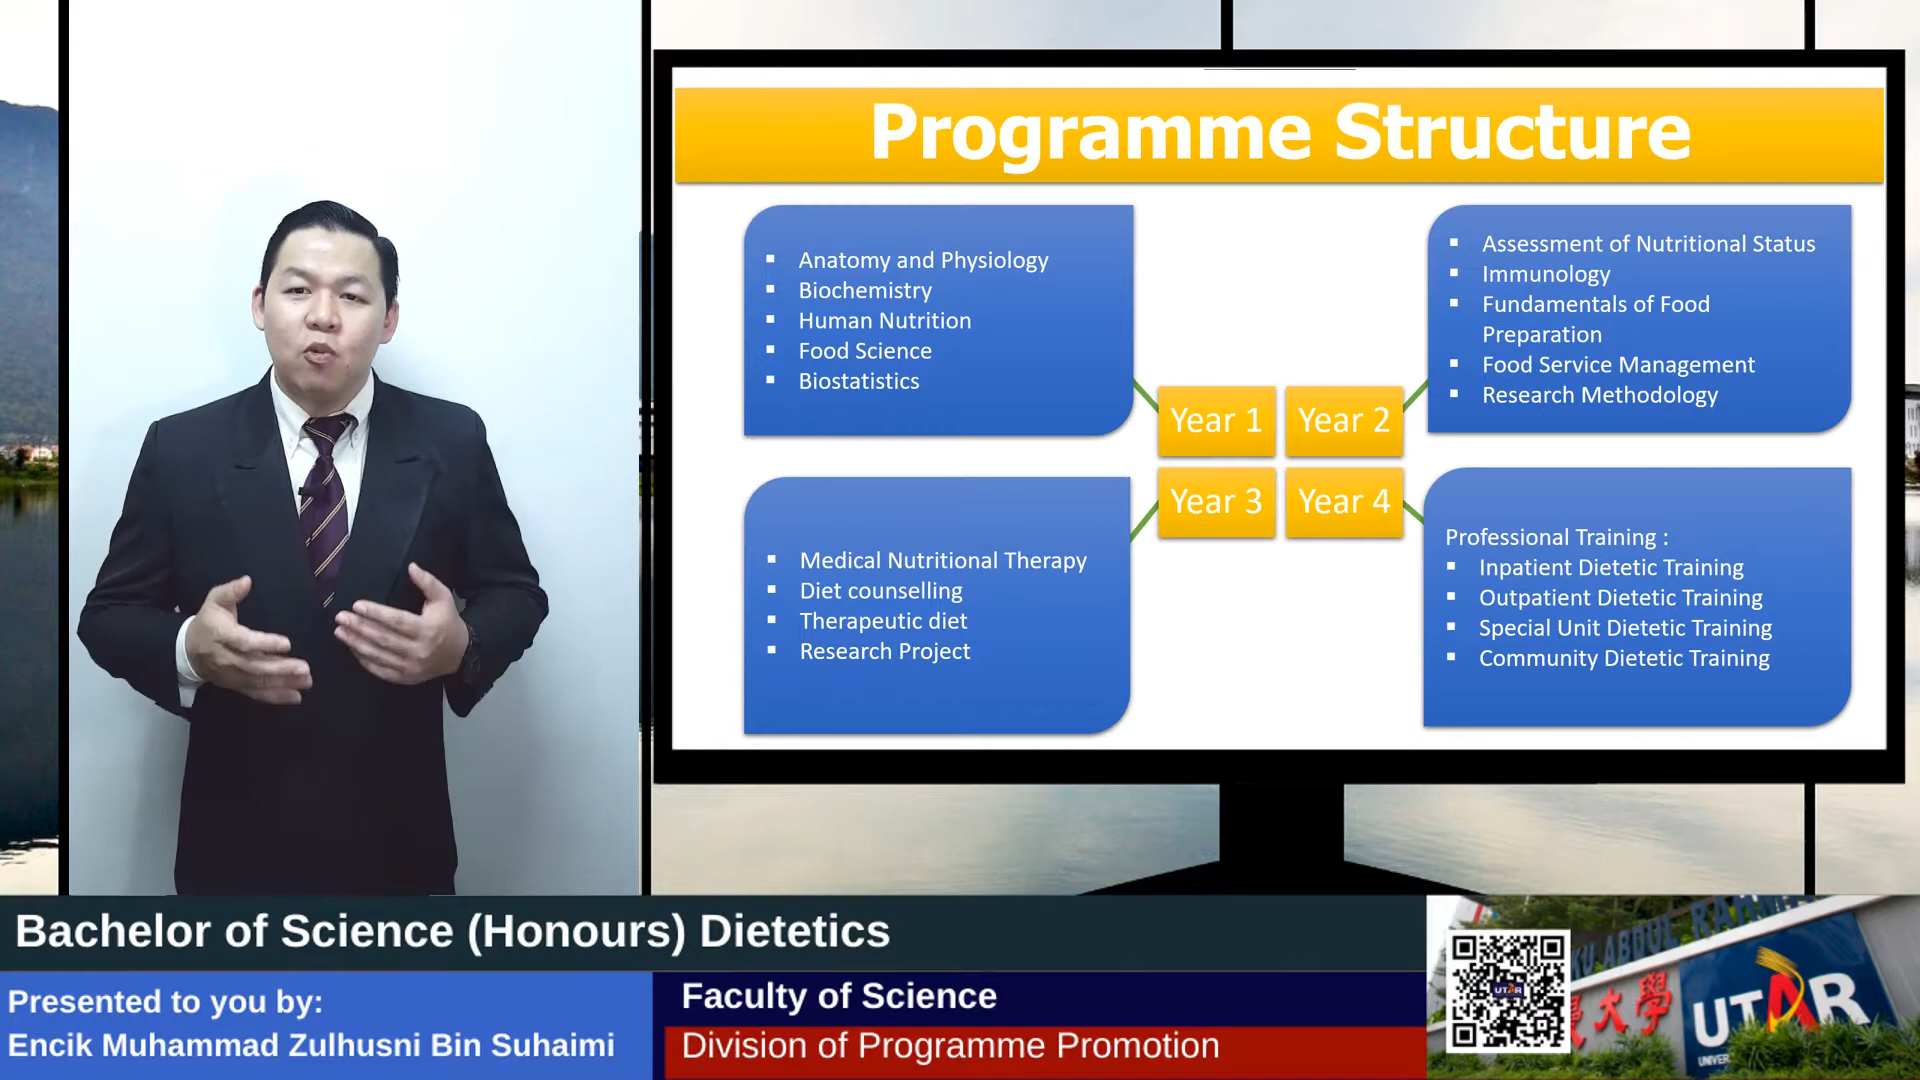 Programme Structure
Anatomy and Physiology
Biochemistry
Human Nutrition
Food Science
Biostatistics
Assessment of Nutritional Status
Immunology
Fundamentals of Food
Preparation
Food Service Management
Research Methodology
Year 1
Year 2
Year 3
Year 4
Medical Nutritional Therapy
Diet counselling
Therapeutic diet
Research Project
Professional Training :
Inpatient Dietetic Training
Outpatient Dietetic Training
Special Unit Dietetic Training
Community Dietetic Training
Bachelor of Science (Honours) Dietetics
Presented to you by:
Encik Muhammad Zulhusni Bin Suhaimi
Faculty of Science
Division of Programme Promotion
ABDUL
大學
UTAR
UTAR